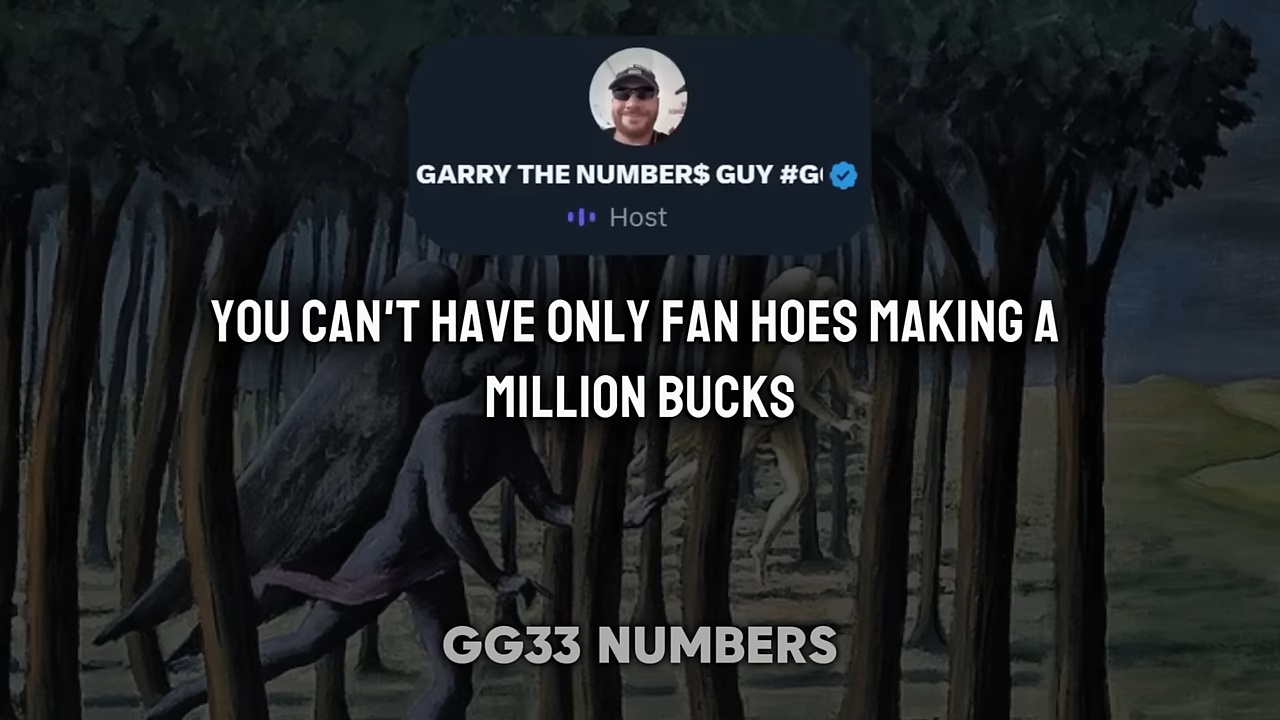 GARRY THE NUMBER$ GUY #G
Host
YOU CAN'T HAVE ONLY FAN HOES MAKING A
MILLION BUCKS
GG33 NUMBERS